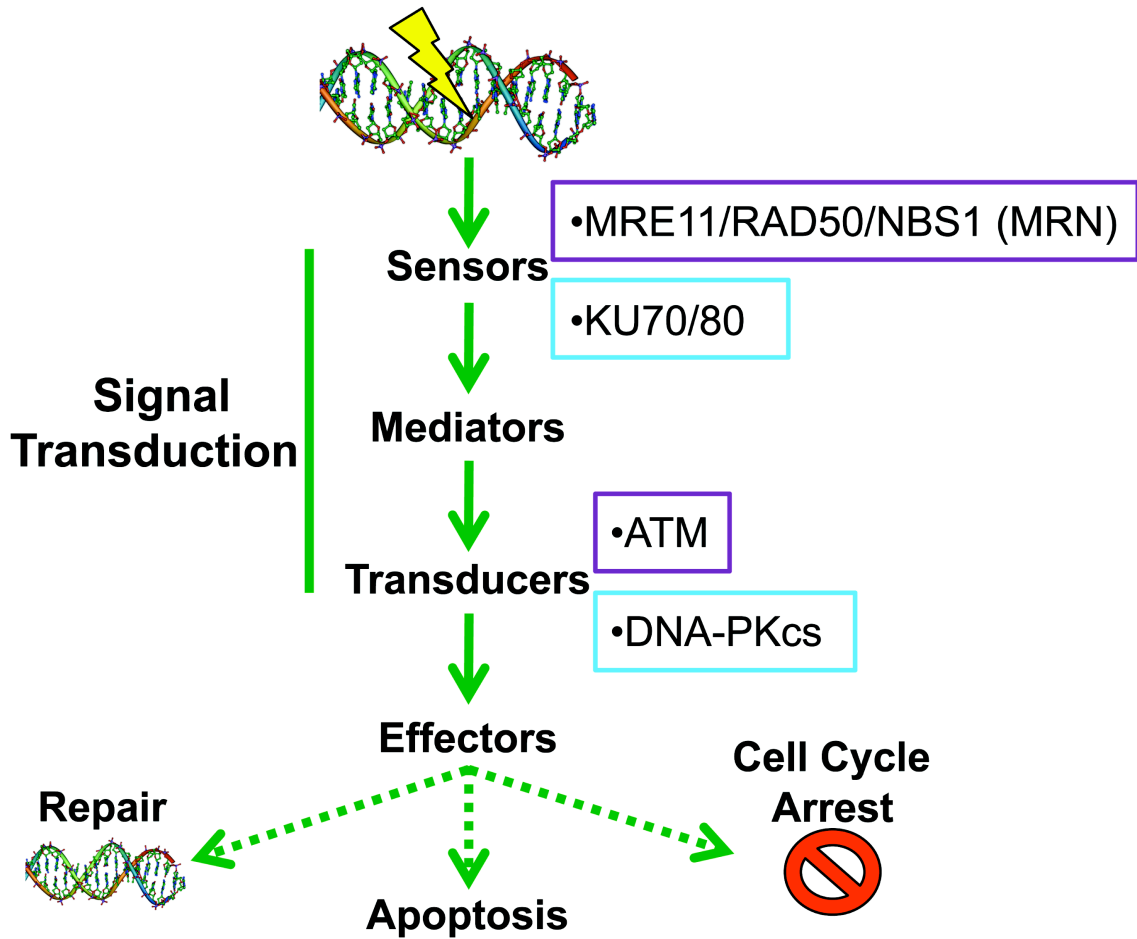 •MRE11/RAD50/NBS1 (MRN)
Sensors
•KU70/80
Signal
Transduction
Mediators
•ATM
Transducers
•DNA-PKcs
Effectors
Repair
Cell Cycle
Arrest
Apoptosis